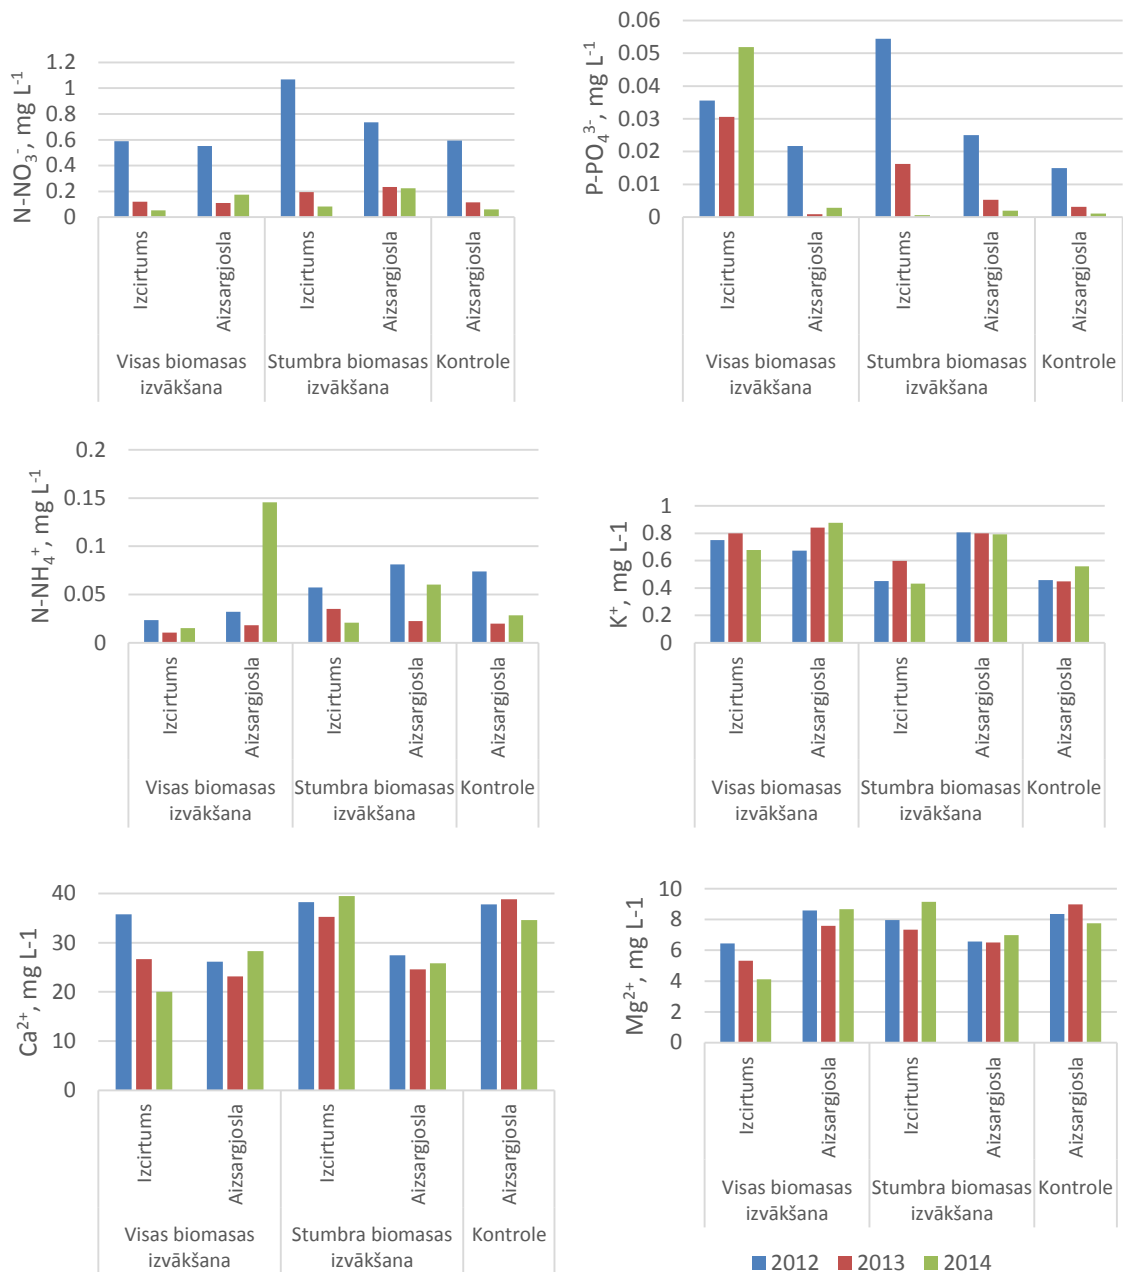 N-NO₃⁻, mg L⁻¹
1.2
1
0.8
0.6
0.4
0.2
0
Izcirtums
Aizsargjosla
Izcirtums
Aizsargjosla
Aizsargjosla
Visas biomasas
izvākšana
Stumbra biomasas
izvākšana
Kontrole
P-PO₄³⁻, mg L⁻¹
0.06
0.05
0.04
0.03
0.02
0.01
0
Izcirtums
Aizsargjosla
Izcirtums
Aizsargjosla
Aizsargjosla
Visas biomasas
izvākšana
Stumbra biomasas
izvākšana
Kontrole
N-NH₄⁺, mg L⁻¹
0.2
0.15
0.1
0.05
0
Izcirtums
Aizsargjosla
Izcirtums
Aizsargjosla
Aizsargjosla
Visas biomasas
izvākšana
Stumbra biomasas
izvākšana
Kontrole
K⁺, mg L-1
1
0.8
0.6
0.4
0.2
0
Izcirtums
Aizsargjosla
Izcirtums
Aizsargjosla
Aizsargjosla
Visas biomasas
izvākšana
Stumbra biomasas
izvākšana
Kontrole
Ca²⁺, mg L-1
40
30
20
10
0
Izcirtums
Aizsargjosla
Izcirtums
Aizsargjosla
Aizsargjosla
Visas biomasas
izvākšana
Stumbra biomasas
izvākšana
Kontrole
Mg²⁺, mg L-1
10
8
6
4
2
0
Izcirtums
Aizsargjosla
Izcirtums
Aizsargjosla
Aizsargjosla
Visas biomasas
izvākšana
Stumbra biomasas
izvākšana
Kontrole
2012 2013 2014